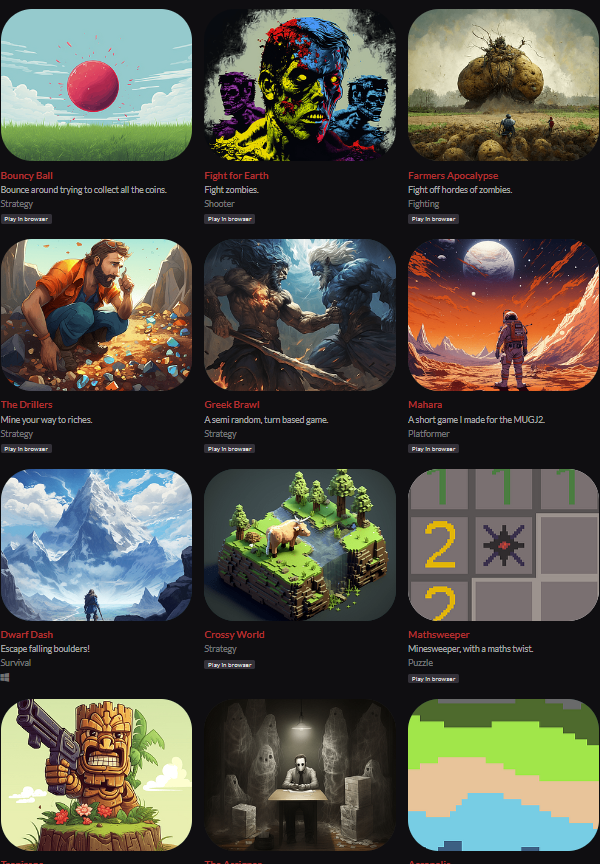 Bouncy Ball
Bounce around trying to collect all the coins.
Strategy
Play in browser
Fight for Earth
Fight zombies.
Shooter
Play in browser
Farmers Apocalypse
Fight off hordes of zombies.
Fighting
Play in browser
The Drillers
Mine your way to riches.
Strategy
Play in browser
Greek Brawl
A semi random, turn based game.
Strategy
Play in browser
Mahara
A short game I made for the MUGJ2.
Platformer
Play in browser
1 1 1
2
2
Dwarf Dash
Escape falling boulders!
Survival
Crossy World
Strategy
Play in browser
Mathsweeper
Minesweeper, with a maths twist.
Puzzle
Play in browser